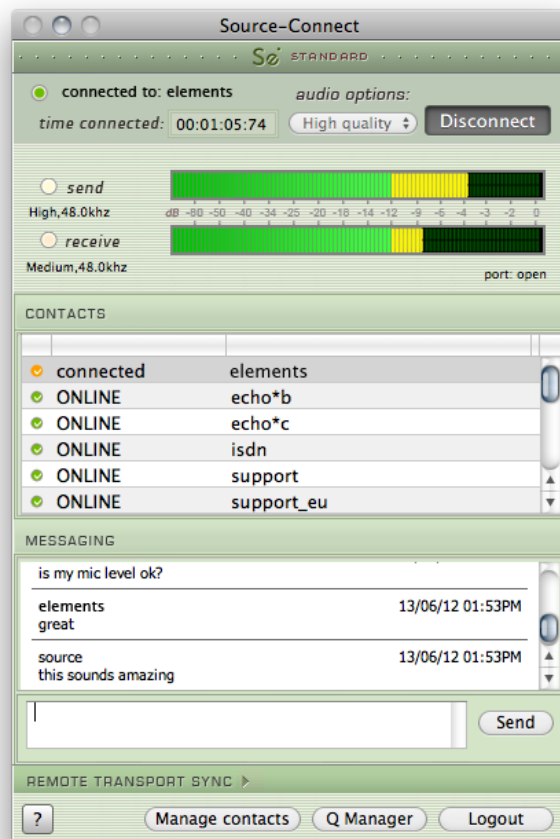 Source-Connect
STANDARD
connected to: elements
audio options:
time connected: 00:01:05:74
High quality
Disconnect
send
High,48.0khz
dB -80 -50 -40 -34 -25 -20 -18 -14 -12 -9 -6 -4 -3 -2 0
receive
Medium,48.0khz
port: open
CONTACTS
connected elements
ONLINE echo*b
ONLINE echo*c
ONLINE isdn
ONLINE support
ONLINE support_eu
MESSAGING
is my mic level ok?
elements 13/06/12 01:53PM
great
source 13/06/12 01:53PM
this sounds amazing
Send
REMOTE TRANSPORT SYNC
? Manage contacts Q Manager Logout